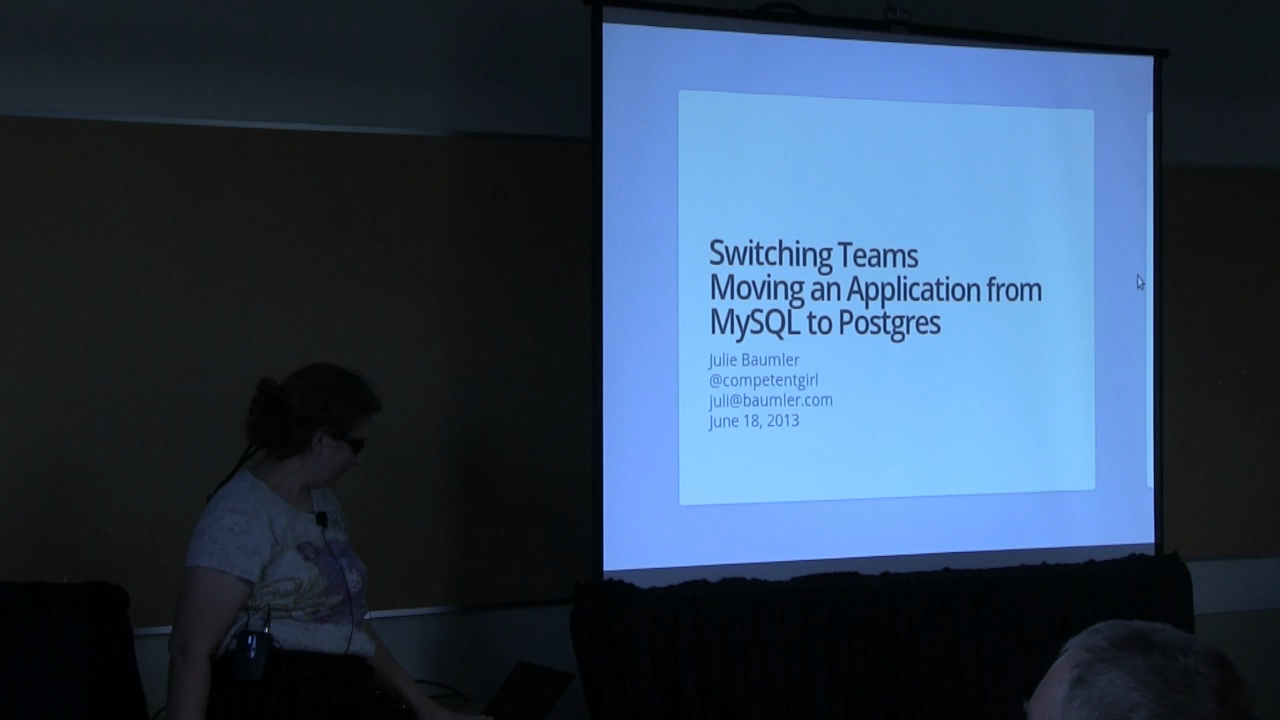 Switching Teams
Moving an Application from
MySQL to Postgres
Julie Baumler
@competentgirl
juli@baumler.com
June 18, 2013